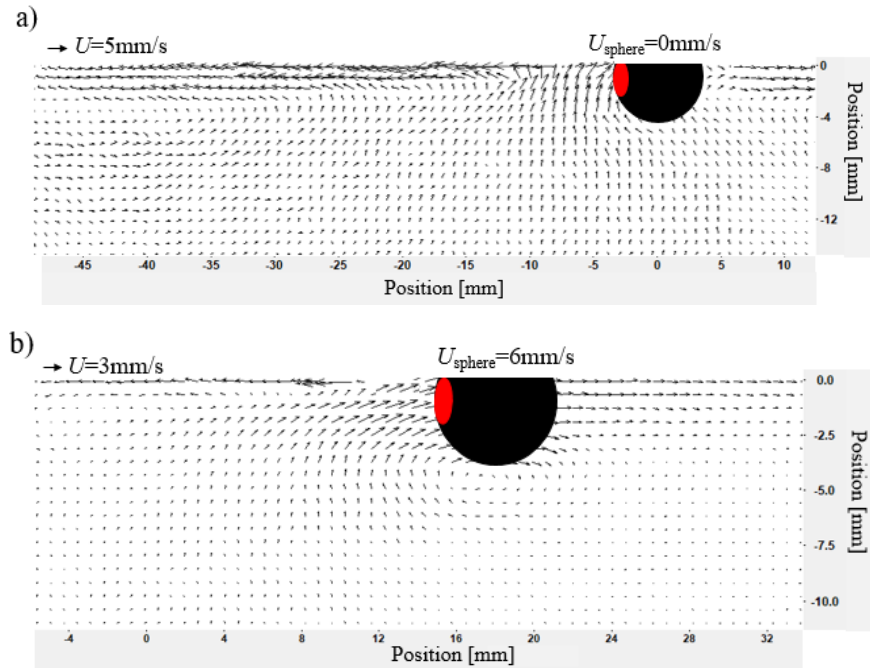 a)
U=5mm/s
U_sphere=0mm/s
0
-4
-8
-12
Position [mm]
-45 -40 -35 -30 -25 -20 -15 -10 -5 0 5 10
Position [mm]
b)
U=3mm/s
U_sphere=6mm/s
0.0
-2.5
-5.0
-7.5
-10.0
Position [mm]
-4 0 4 8 12 16 20 24 28 32
Position [mm]